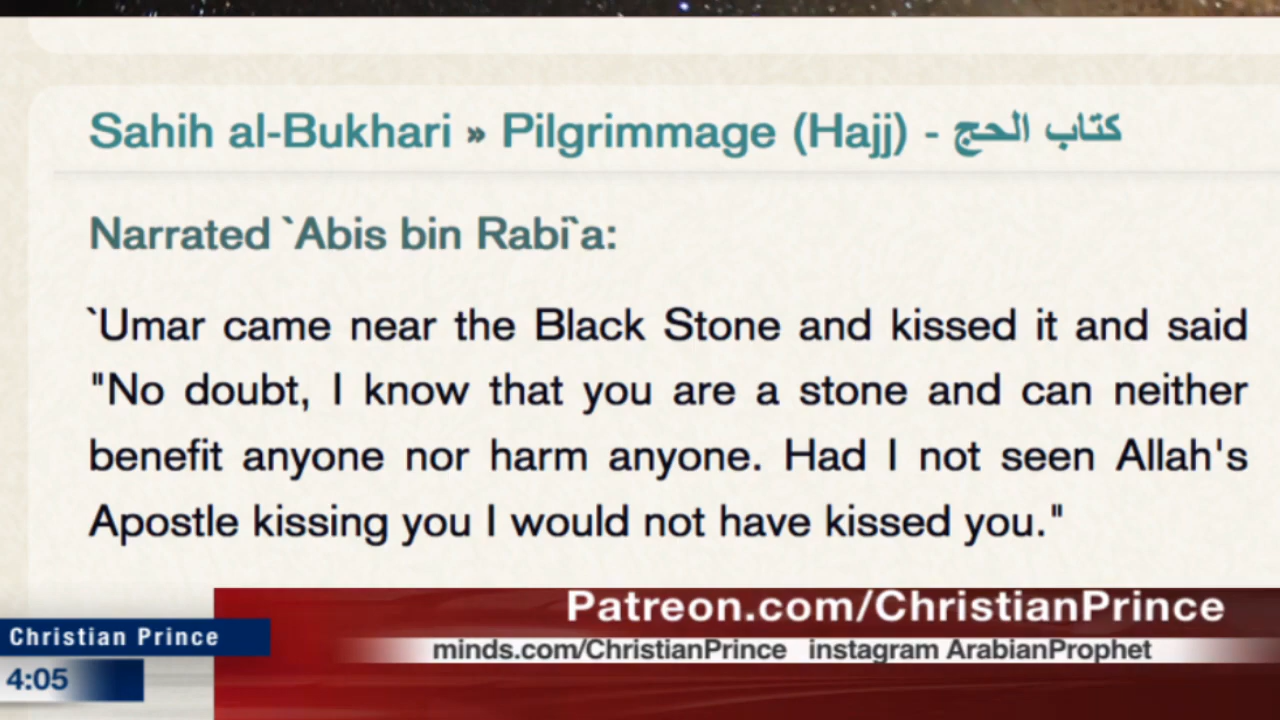 Sahih al-Bukhari » Pilgrimmage (Hajj) - كتاب الحج
Narrated `Abis bin Rabi`a:
`Umar came near the Black Stone and kissed it and said
"No doubt, I know that you are a stone and can neither
benefit anyone nor harm anyone. Had I not seen Allah's
Apostle kissing you I would not have kissed you."
Patreon.com/ChristianPrince
Christian Prince
minds.com/ChristianPrince instagram ArabianProphet
4:05